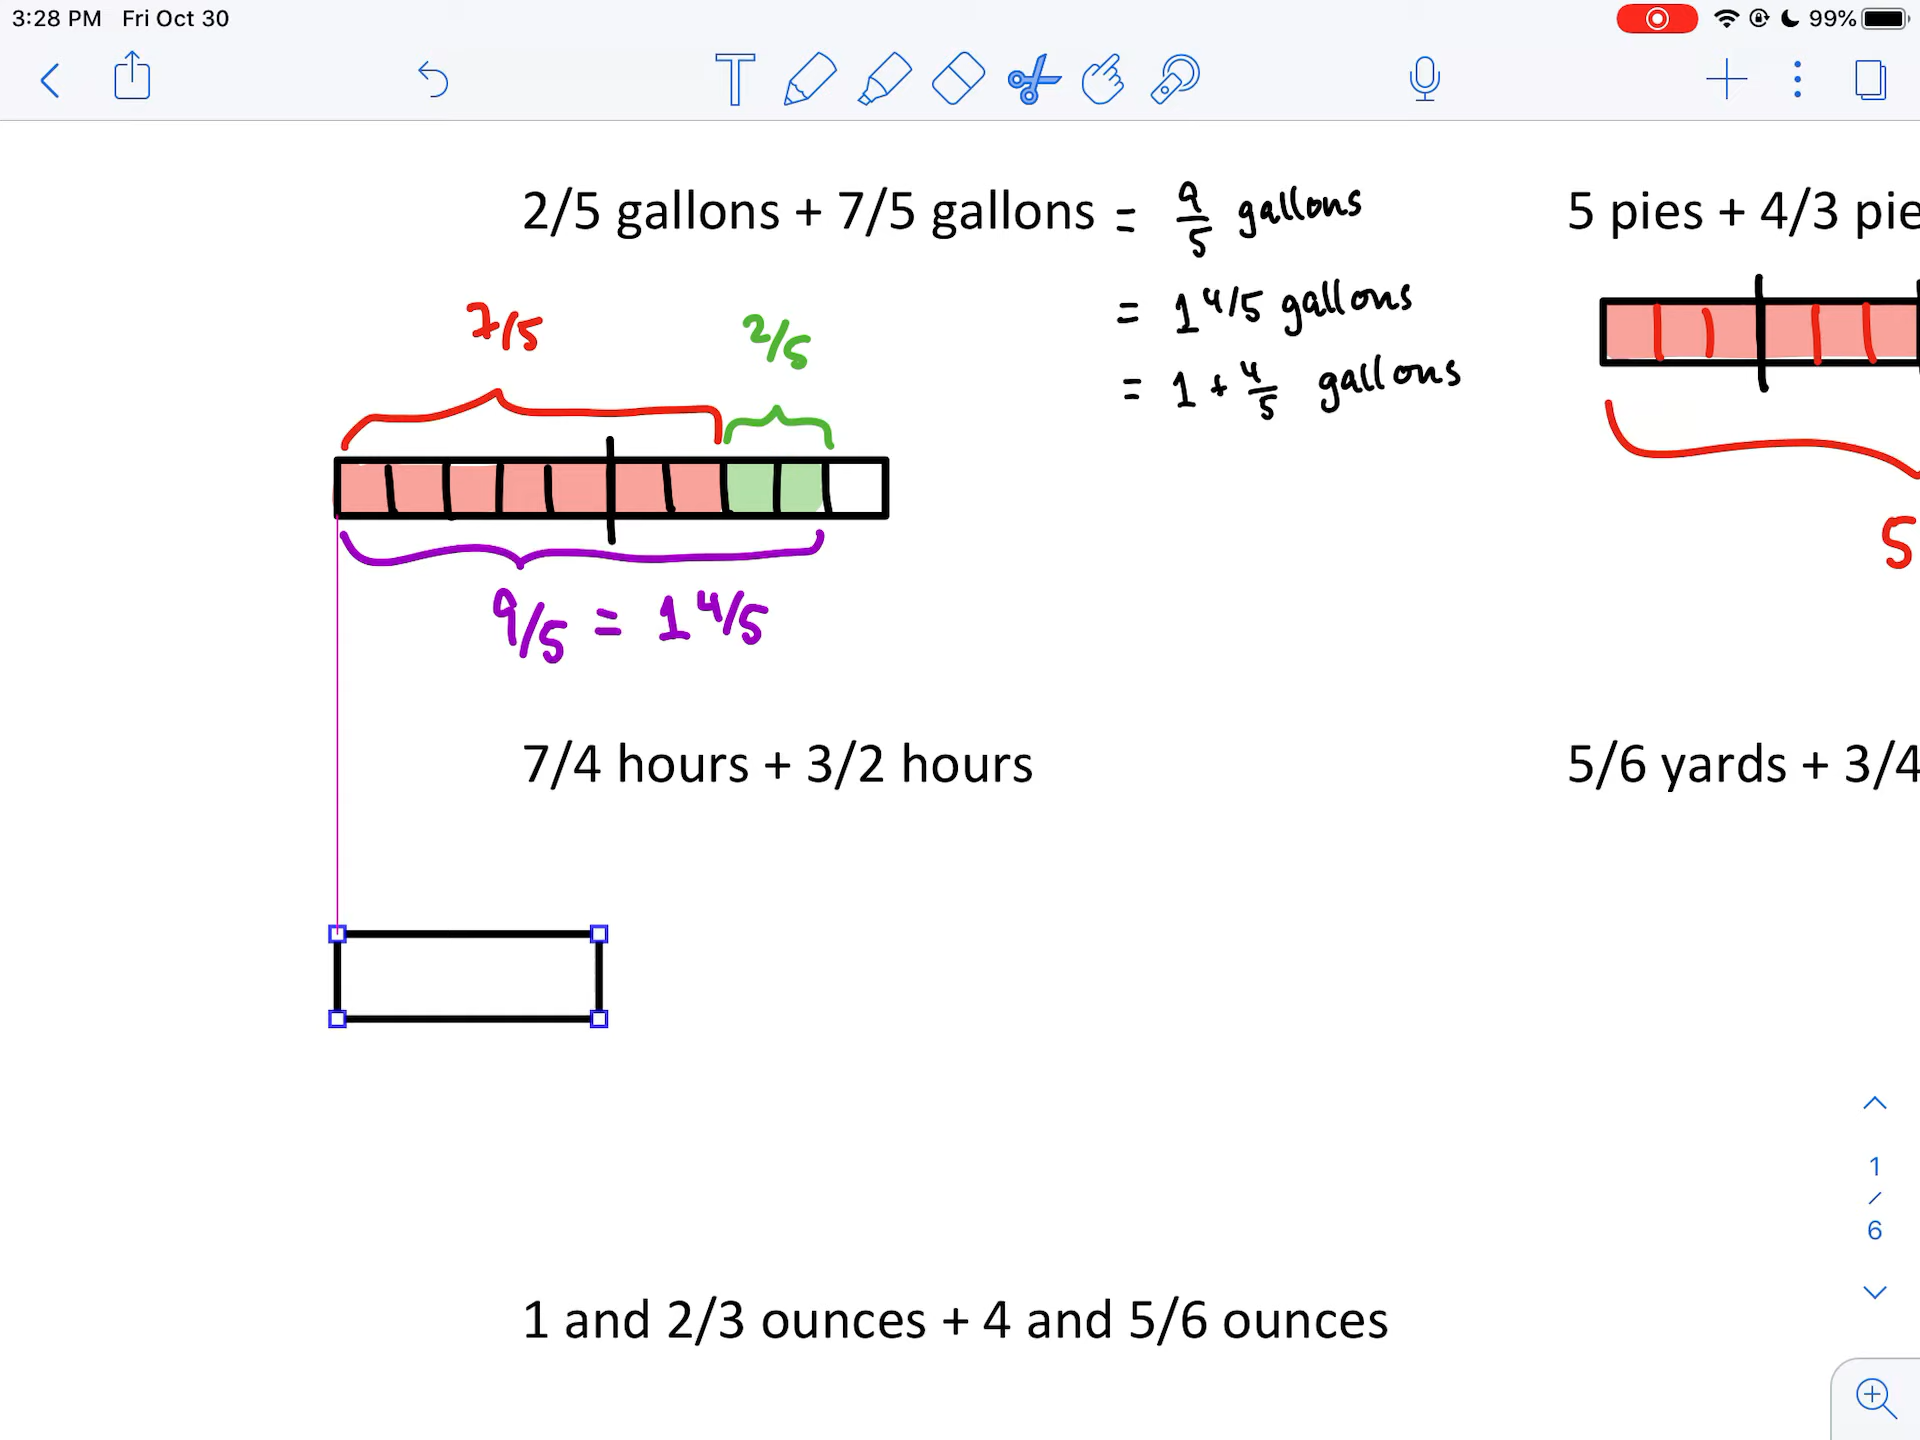 3:28 PM Fri Oct 30
99%
2/5 gallons + 7/5 gallons = 9/5 gallons
= 1 4/5 gallons
= 1 + 4/5 gallons
7/5
2/5
9/5 = 1 4/5
5 pies + 4/3 pie
5
7/4 hours + 3/2 hours
5/6 yards + 3/4
1 and 2/3 ounces + 4 and 5/6 ounces
1
/
6